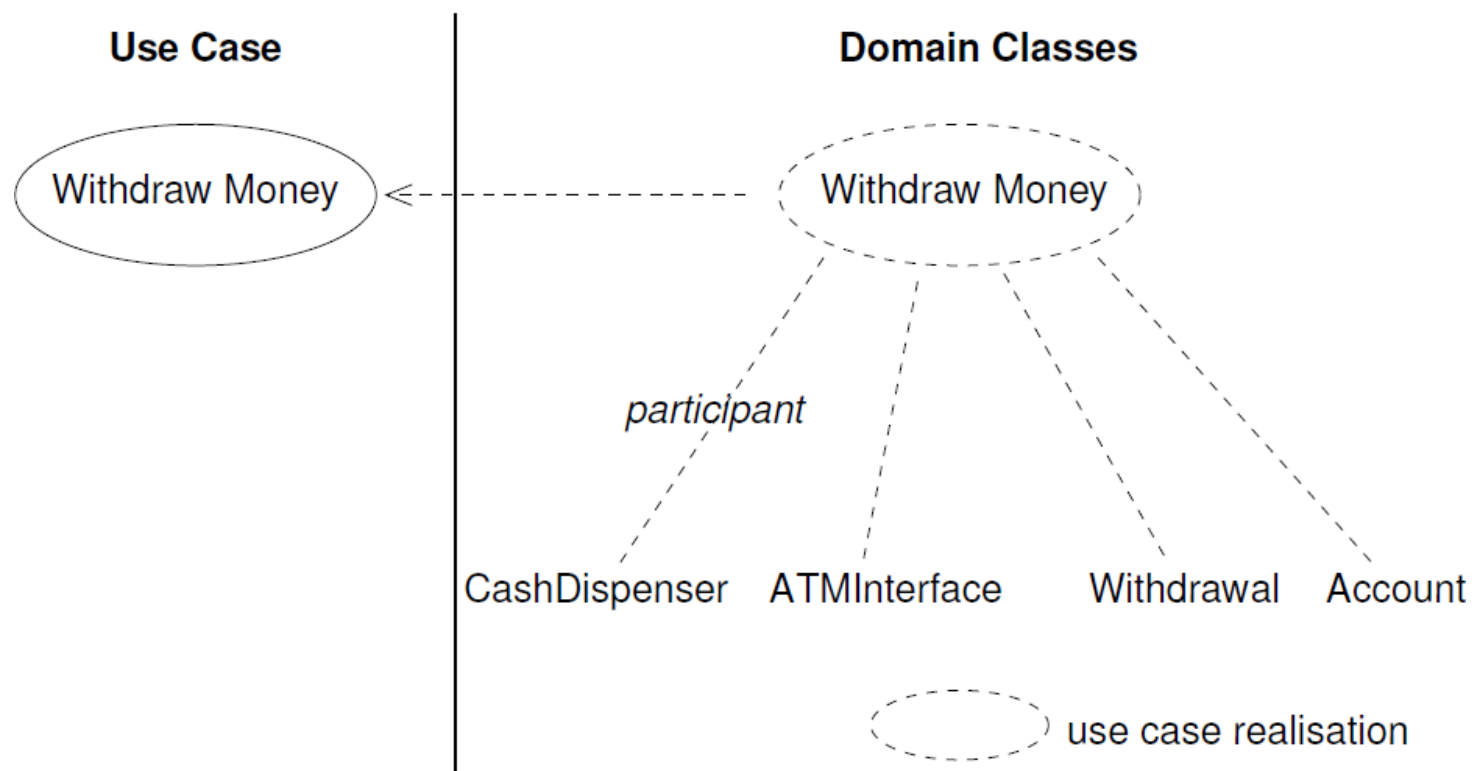 Use Case
Domain Classes
Withdraw Money
Withdraw Money
participant
CashDispenser
ATMInterface
Withdrawal
Account
use case realisation